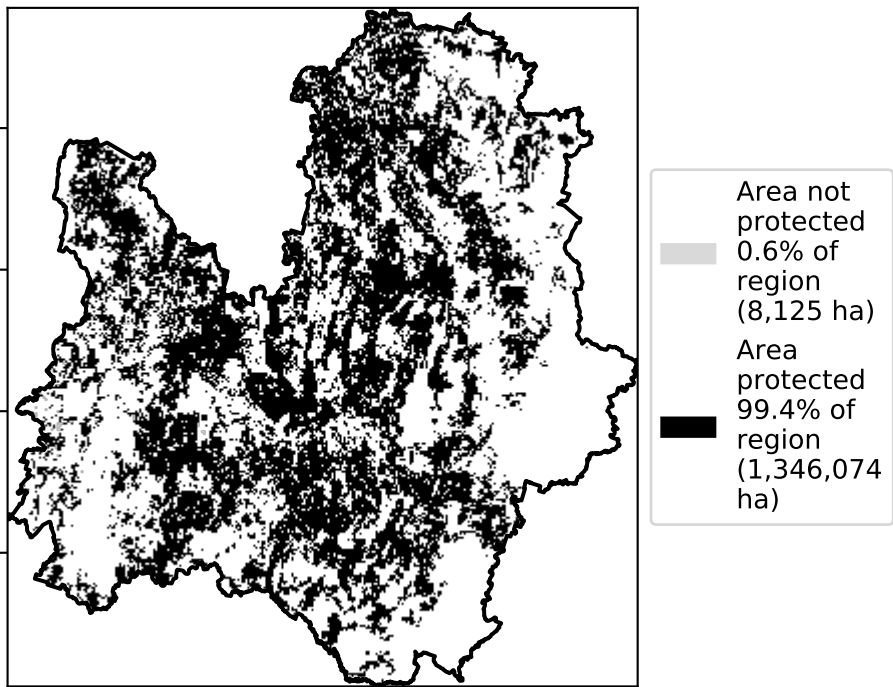 Area not
protected
0.6% of
region
(8,125 ha)
Area
protected
99.4% of
region
(1,346,074
ha)